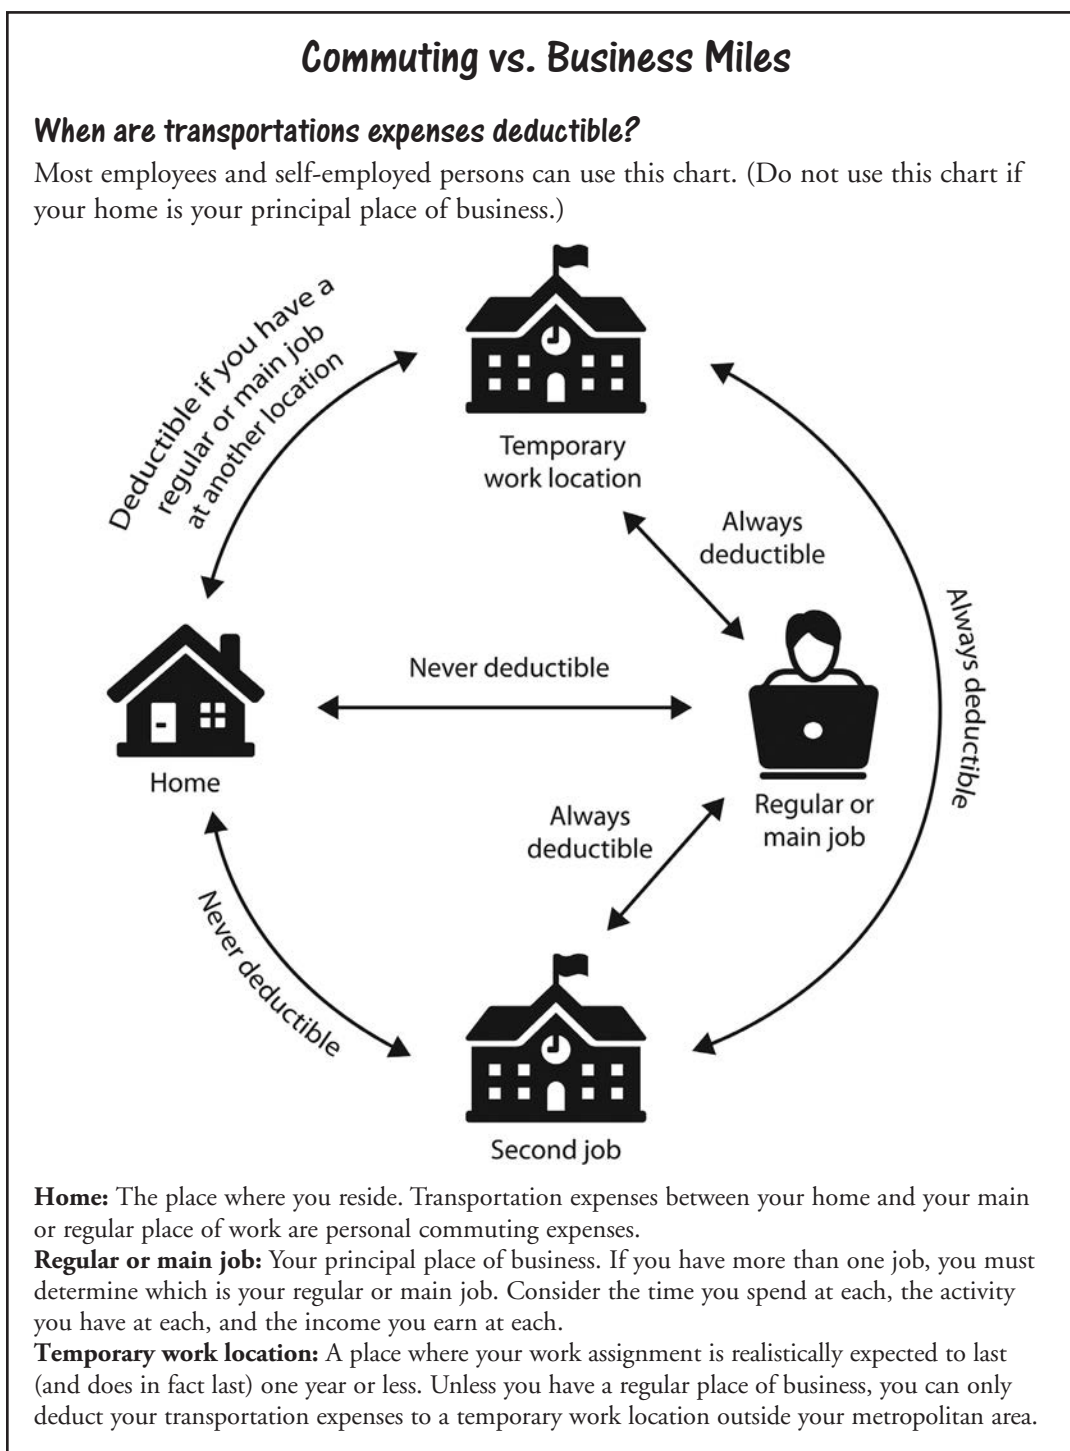 Commuting vs. Business Miles
When are transportations expenses deductible?
Most employees and self-employed persons can use this chart. (Do not use this chart if
your home is your principal place of business.)
Deductible if you have a
regular or main job
at another location
Temporary
work location
Always
deductible
Always deductible
Never deductible
Home
Regular or
main job
Always
deductible
Never deductible
Second job
Home: The place where you reside. Transportation expenses between your home and your main
or regular place of work are personal commuting expenses.
Regular or main job: Your principal place of business. If you have more than one job, you must
determine which is your regular or main job. Consider the time you spend at each, the activity
you have at each, and the income you earn at each.
Temporary work location: A place where your work assignment is realistically expected to last
(and does in fact last) one year or less. Unless you have a regular place of business, you can only
deduct your transportation expenses to a temporary work location outside your metropolitan area.